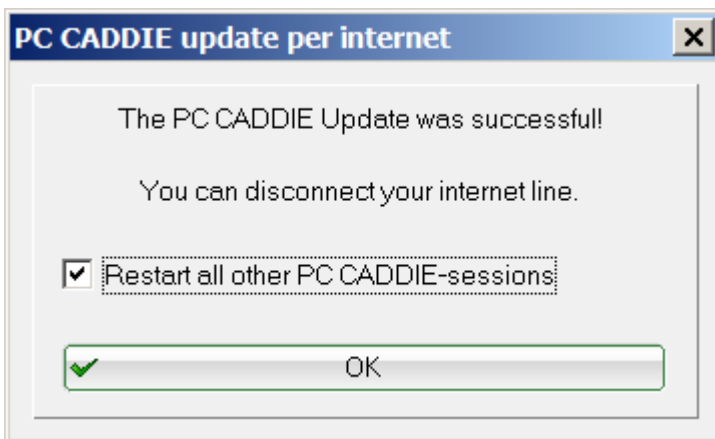 PC CADDIE update per internet
The PC CADDIE Update was successful!
You can disconnect your internet line.
Restart all other PC CADDIE-sessions
OK